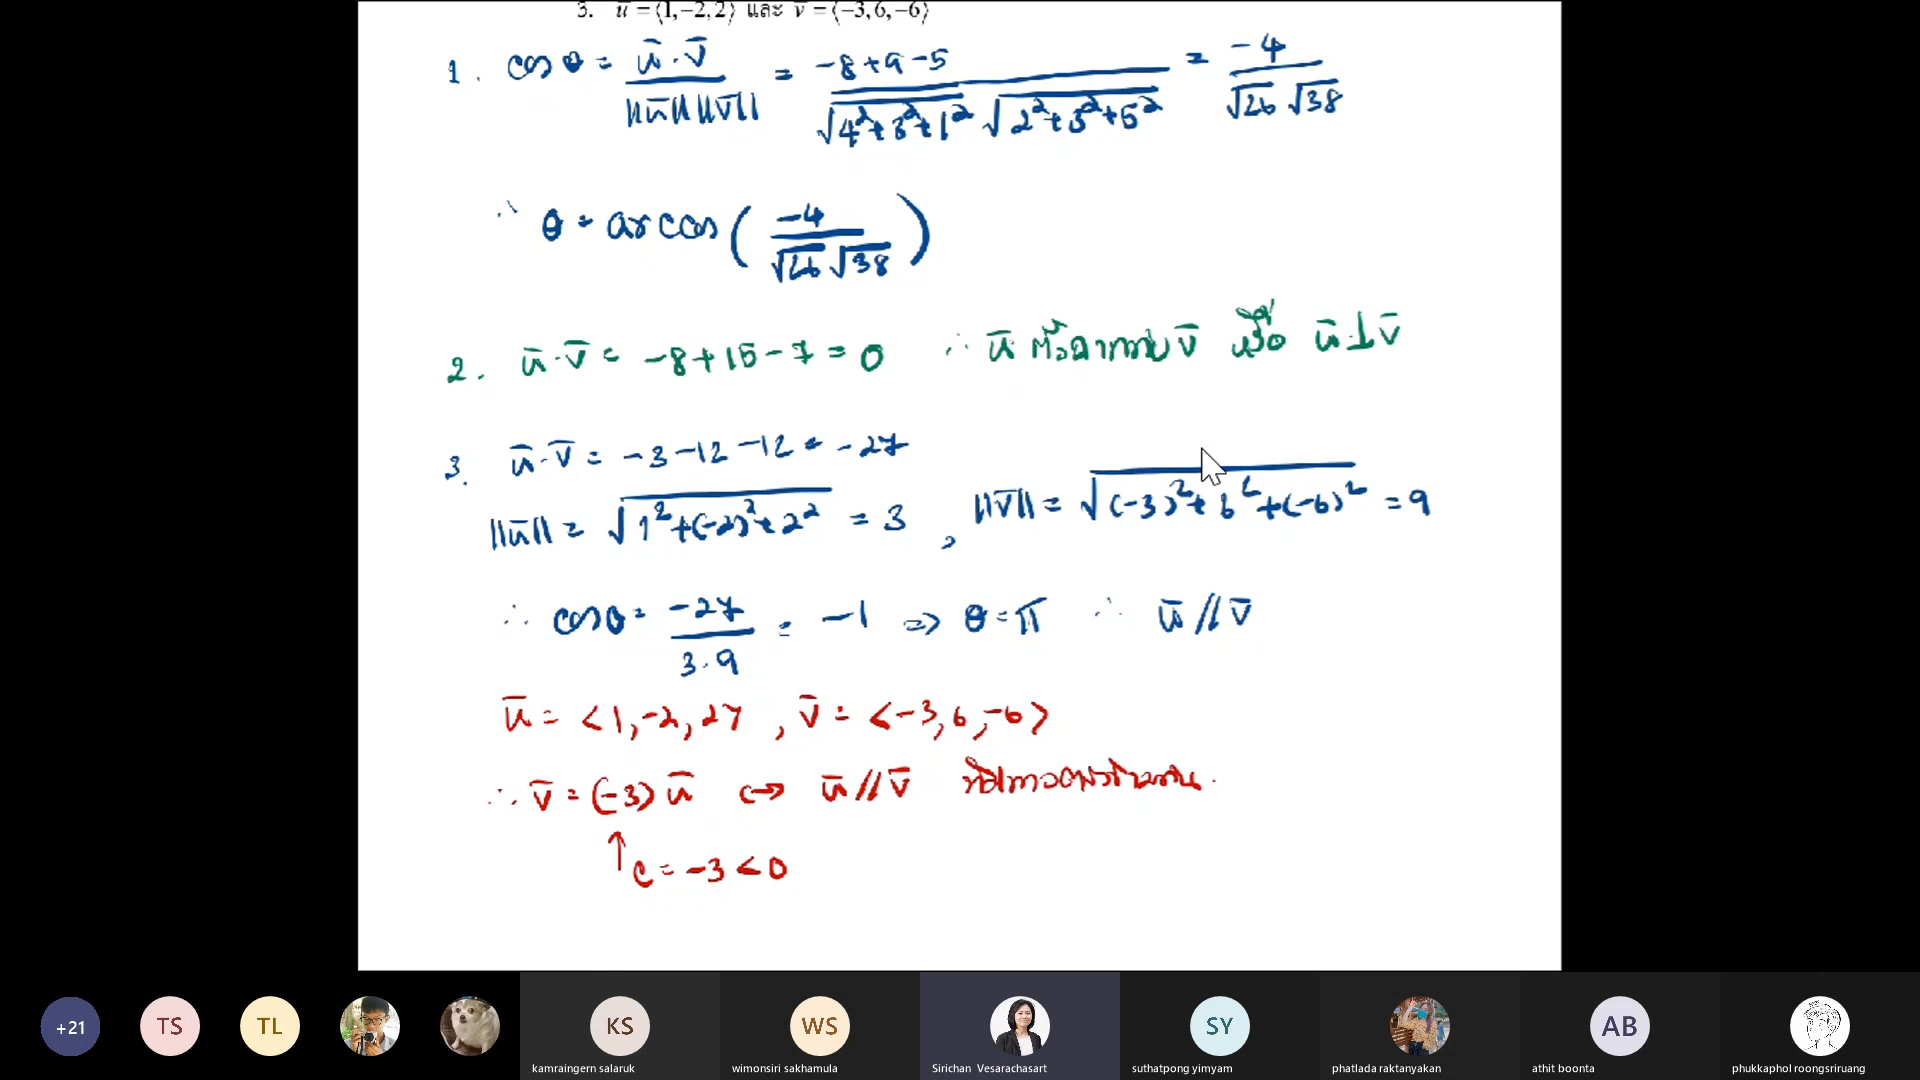 3. u̅ = ⟨1,−2,2⟩ และ v̅ = ⟨−3,6,−6⟩
1. cos θ = u̅·v̅ / ‖u̅‖‖v̅‖ = −8+9−5 / √(4²+3²+1²) √(2²+3²+5²) = −4 / √26 √38
∴ θ = arccos ( −4 / √26 √38 )
2. u̅·v̅ = −8+15−7 = 0 ∴ u̅ ตั้งฉากกับ v̅ หรือ u̅⊥v̅
3. u̅·v̅ = −3−12−12 = −27
‖u̅‖ = √(1²+(−2)²+2²) = 3 , ‖v̅‖ = √((−3)²+6²+(−6)²) = 9
∴ cosθ = −27 / 3·9 = −1 ⇒ θ = π ∴ u̅ // v̅
u̅ = <1,−2,2> , v̅ = <−3,6,−6>
∴ v̅ = (−3) u̅ ↔ u̅ // v̅ ทิศทางตรงข้ามกัน.
↑ c = −3 < 0
+21 TS TL KS WS SY AB
kamraingern salaruk wimonsiri sakhamula Sirichan Vesarachasart suthatpong yimyam phatlada raktanyakan athit boonta phukkaphol roongsriruang